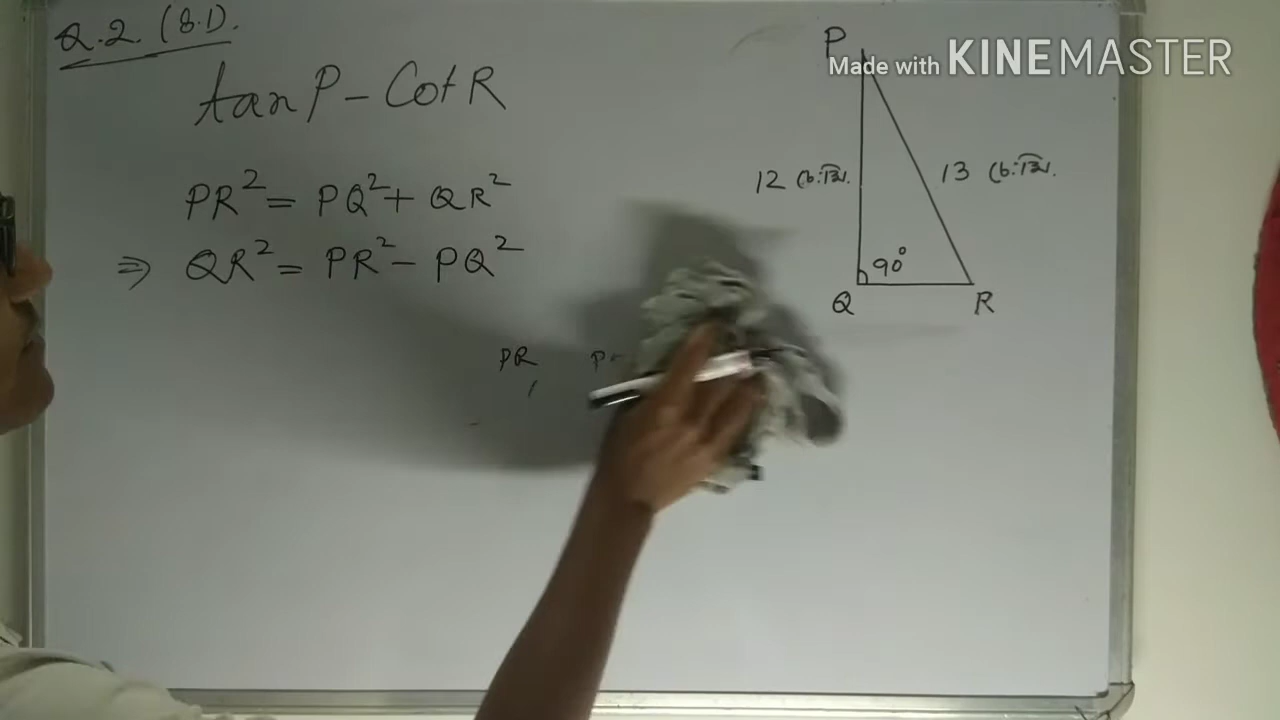 Q.2. (8.1).
tan P - Cot R
PR² = PQ² + QR²
⇒ QR² = PR² - PQ²
PR
P
Made with KINEMASTER
12
13
90°
Q R